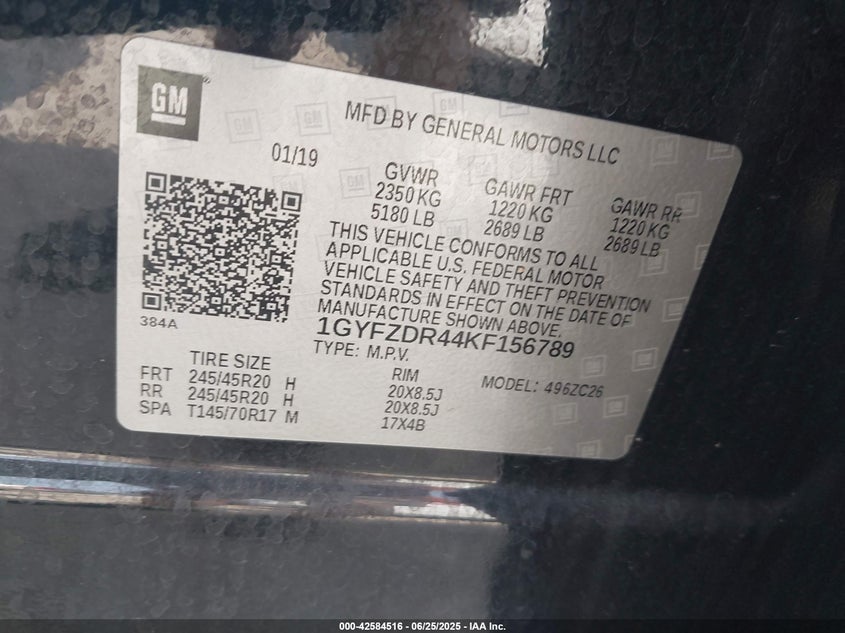 GM
MFD BY GENERAL MOTORS LLC
01/19
GVWR
2350 KG
5180 LB
GAWR FRT
1220 KG
2689 LB
GAWR RR
1220 KG
2689 LB
THIS VEHICLE CONFORMS TO ALL
APPLICABLE U.S. FEDERAL MOTOR
VEHICLE SAFETY AND THEFT PREVENTION
STANDARDS IN EFFECT ON THE DATE OF
MANUFACTURE SHOWN ABOVE.
384A
1GYFZDR44KF156789
TYPE: M.P.V.
MODEL: 496ZC26
TIRE SIZE RIM
FRT 245/45R20 H 20X8.5J
RR 245/45R20 H 20X8.5J
SPA T145/70R17 M 17X4B
000-42584516 - 06/25/2025 - IAA Inc.